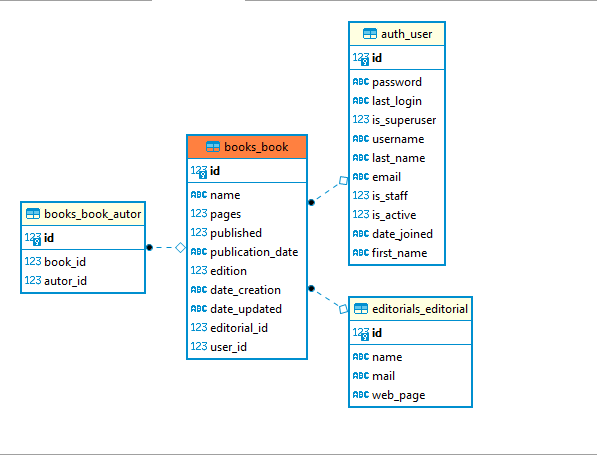 auth_user
123 id
ABC password
ABC last_login
123 is_superuser
ABC username
ABC last_name
ABC email
123 is_staff
123 is_active
ABC date_joined
ABC first_name
books_book
123 id
ABC name
123 pages
123 published
ABC publication_date
123 edition
ABC date_creation
ABC date_updated
123 editorial_id
123 user_id
books_book_autor
123 id
123 book_id
123 autor_id
editorials_editorial
123 id
ABC name
ABC mail
ABC web_page